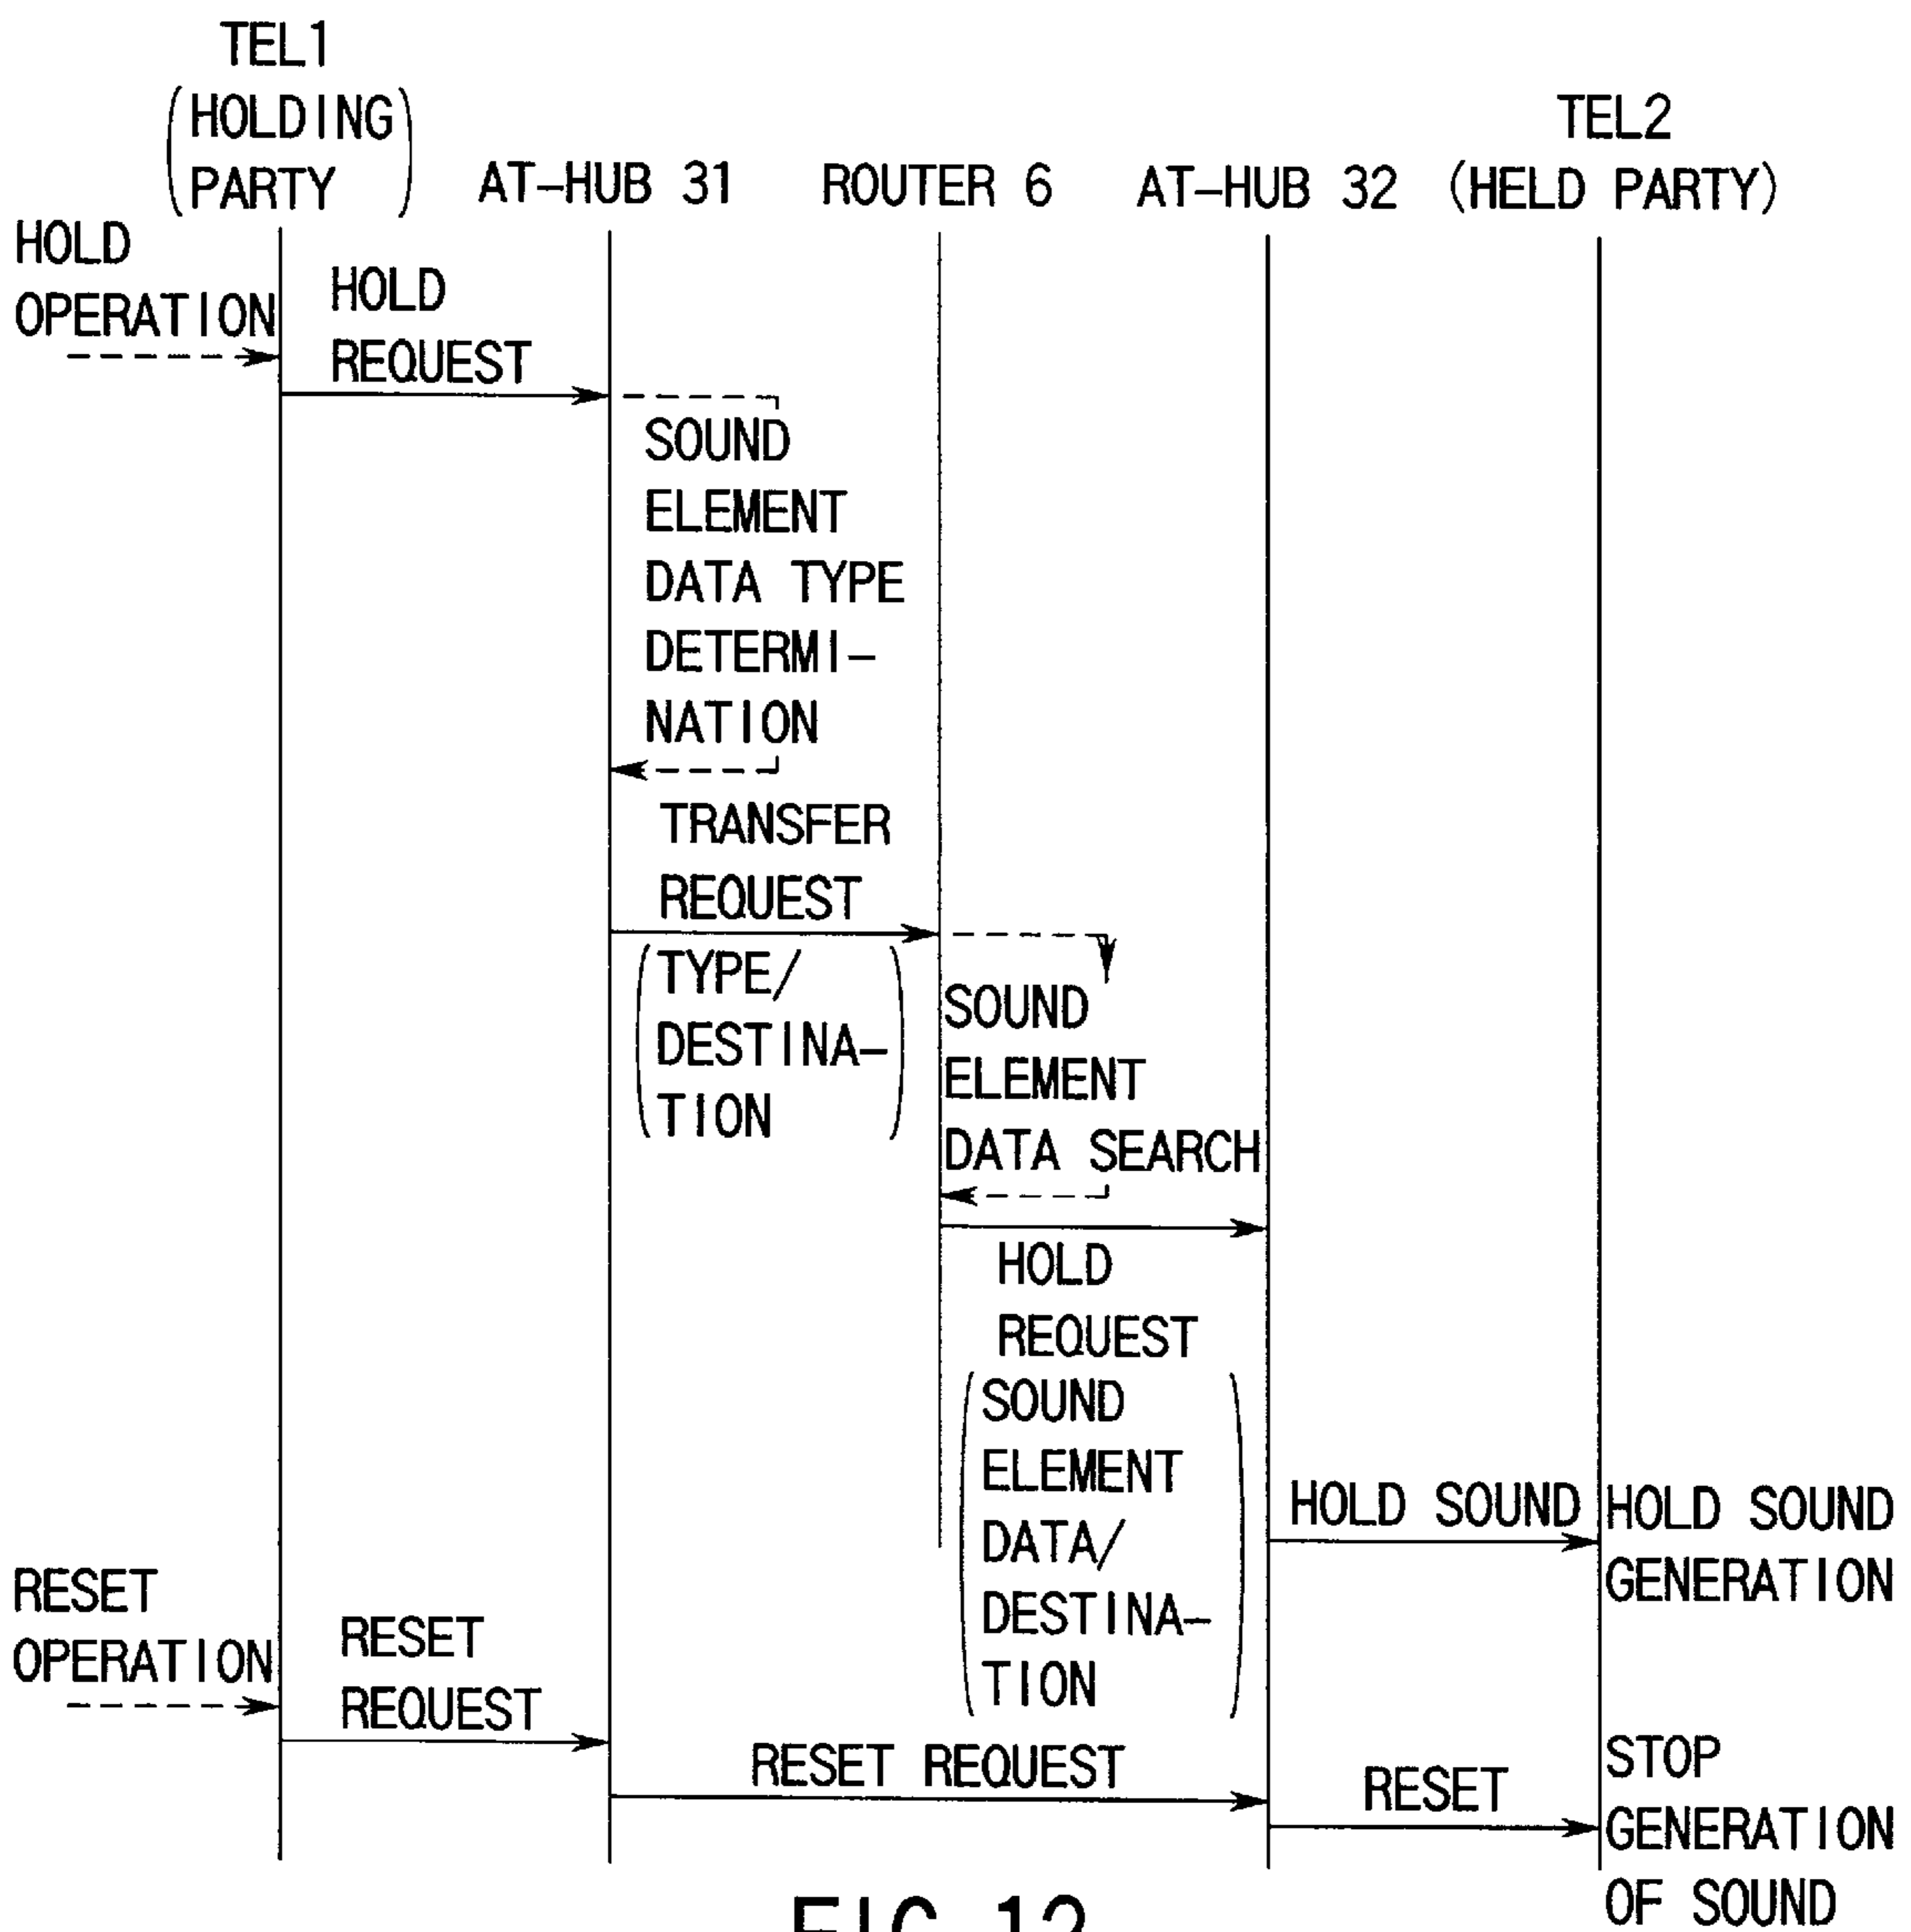 TEL1
(HOLDING
PARTY)
AT-HUB 31
ROUTER 6
AT-HUB 32
TEL2
(HELD PARTY)
HOLD
OPERATION
HOLD
REQUEST
SOUND
ELEMENT
DATA TYPE
DETERMI-
NATION
TRANSFER
REQUEST
(TYPE/
DESTINA-
TION)
SOUND
ELEMENT
DATA SEARCH
HOLD
REQUEST
(SOUND
ELEMENT
DATA/
DESTINA-
TION)
HOLD SOUND
HOLD SOUND
GENERATION
RESET
OPERATION
RESET
REQUEST
RESET REQUEST
RESET
STOP
GENERATION
OF SOUND